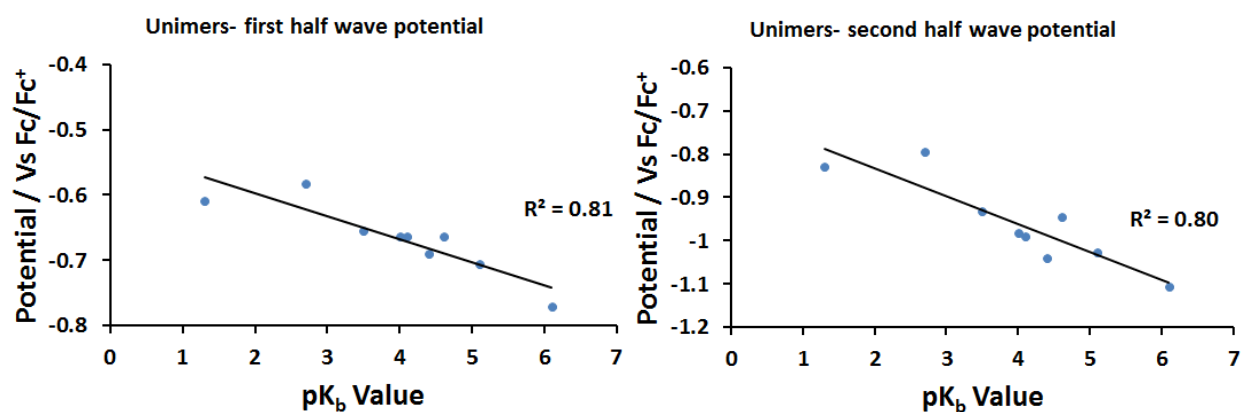 Unimers- first half wave potential
Potential / Vs Fc/Fc⁺
-0.4
-0.5
-0.6
-0.7
-0.8
R² = 0.81
0 1 2 3 4 5 6 7
pK_b Value
Unimers- second half wave potential
Potential / Vs Fc/Fc⁺
-0.6
-0.7
-0.8
-0.9
-1
-1.1
-1.2
R² = 0.80
0 1 2 3 4 5 6 7
pK_b Value